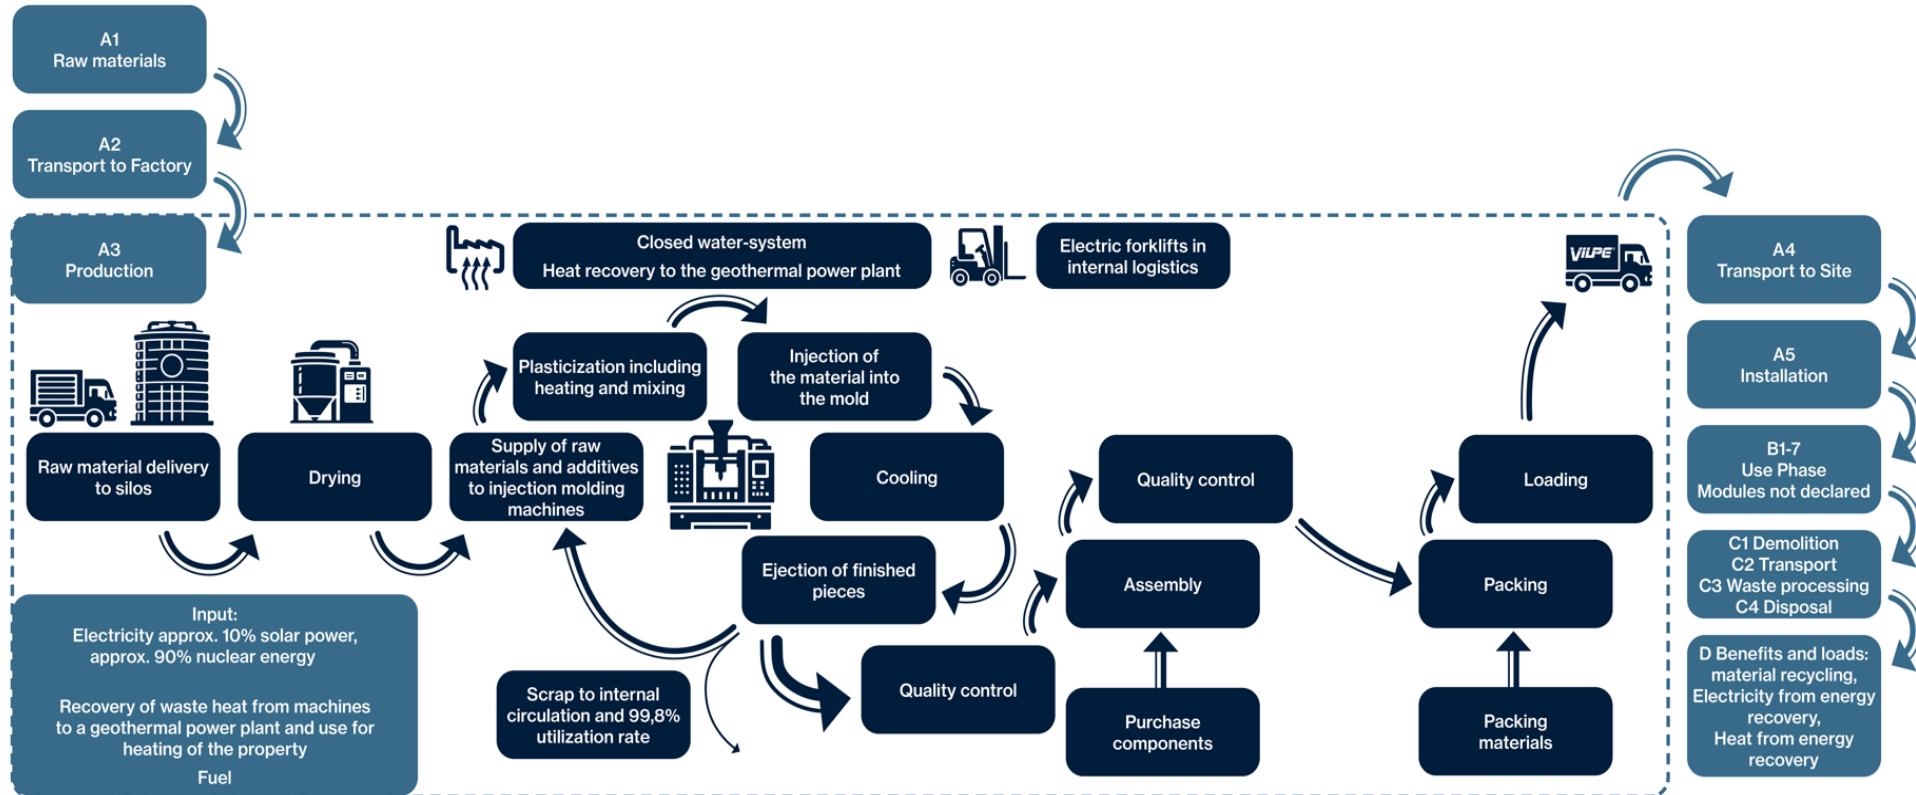 A1
Raw materials
A2
Transport to Factory
A3
Production
Closed water-system
Heat recovery to the geothermal power plant
Electric forklifts in
internal logistics
VILPE
Plasticization including
heating and mixing
Injection of
the material into
the mold
Raw material delivery
to silos
Drying
Supply of raw
materials and additives
to injection molding
machines
Cooling
Quality control
Loading
Ejection of finished
pieces
Assembly
Packing
Input:
Electricity approx. 10% solar power,
approx. 90% nuclear energy
Recovery of waste heat from machines
to a geothermal power plant and use for
heating of the property
Fuel
Scrap to internal
circulation and 99,8%
utilization rate
Quality control
Purchase
components
Packing
materials
A4
Transport to Site
A5
Installation
B1-7
Use Phase
Modules not declared
C1 Demolition
C2 Transport
C3 Waste processing
C4 Disposal
D Benefits and loads:
material recycling,
Electricity from energy
recovery,
Heat from energy
recovery